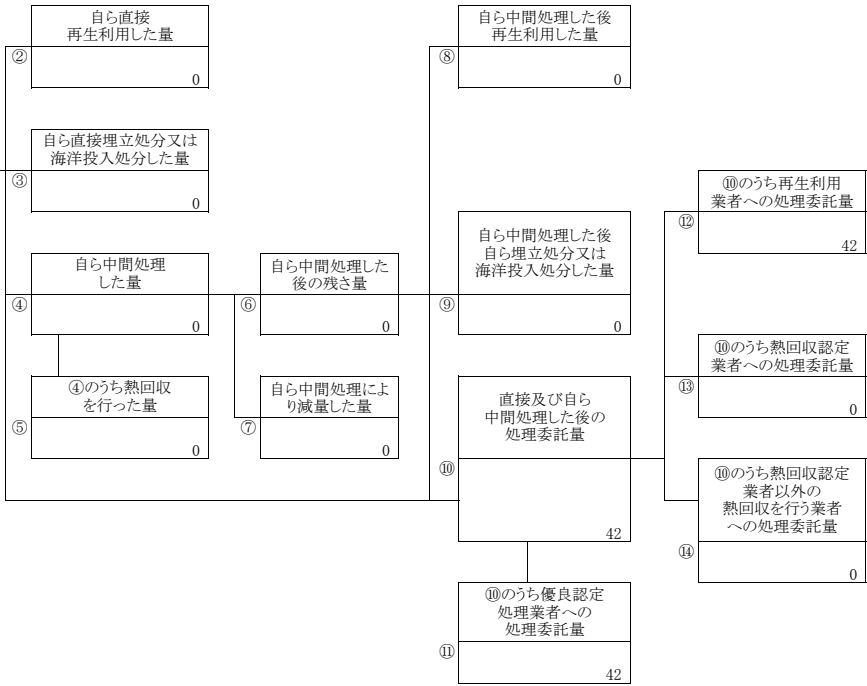 自ら直接
再生利用した量
②
0
自ら直接埋立処分又は
海洋投入処分した量
③
0
自ら中間処理
した量
④
0
④のうち熱回収
を行った量
⑤
0
自ら中間処理した
後の残さ量
⑥
0
自ら中間処理によ
り減量した量
⑦
0
自ら中間処理した後
再生利用した量
⑧
0
自ら中間処理した後
自ら埋立処分又は
海洋投入処分した量
⑨
0
直接及び自ら
中間処理した後の
処理委託量
⑩
42
⑩のうち優良認定
処理業者への
処理委託量
⑪
42
⑩のうち再生利用
業者への処理委託量
⑫
42
⑩のうち熱回収認定
業者への処理委託量
⑬
0
⑩のうち熱回収認定
業者以外の
熱回収を行う業者
への処理委託量
⑭
0